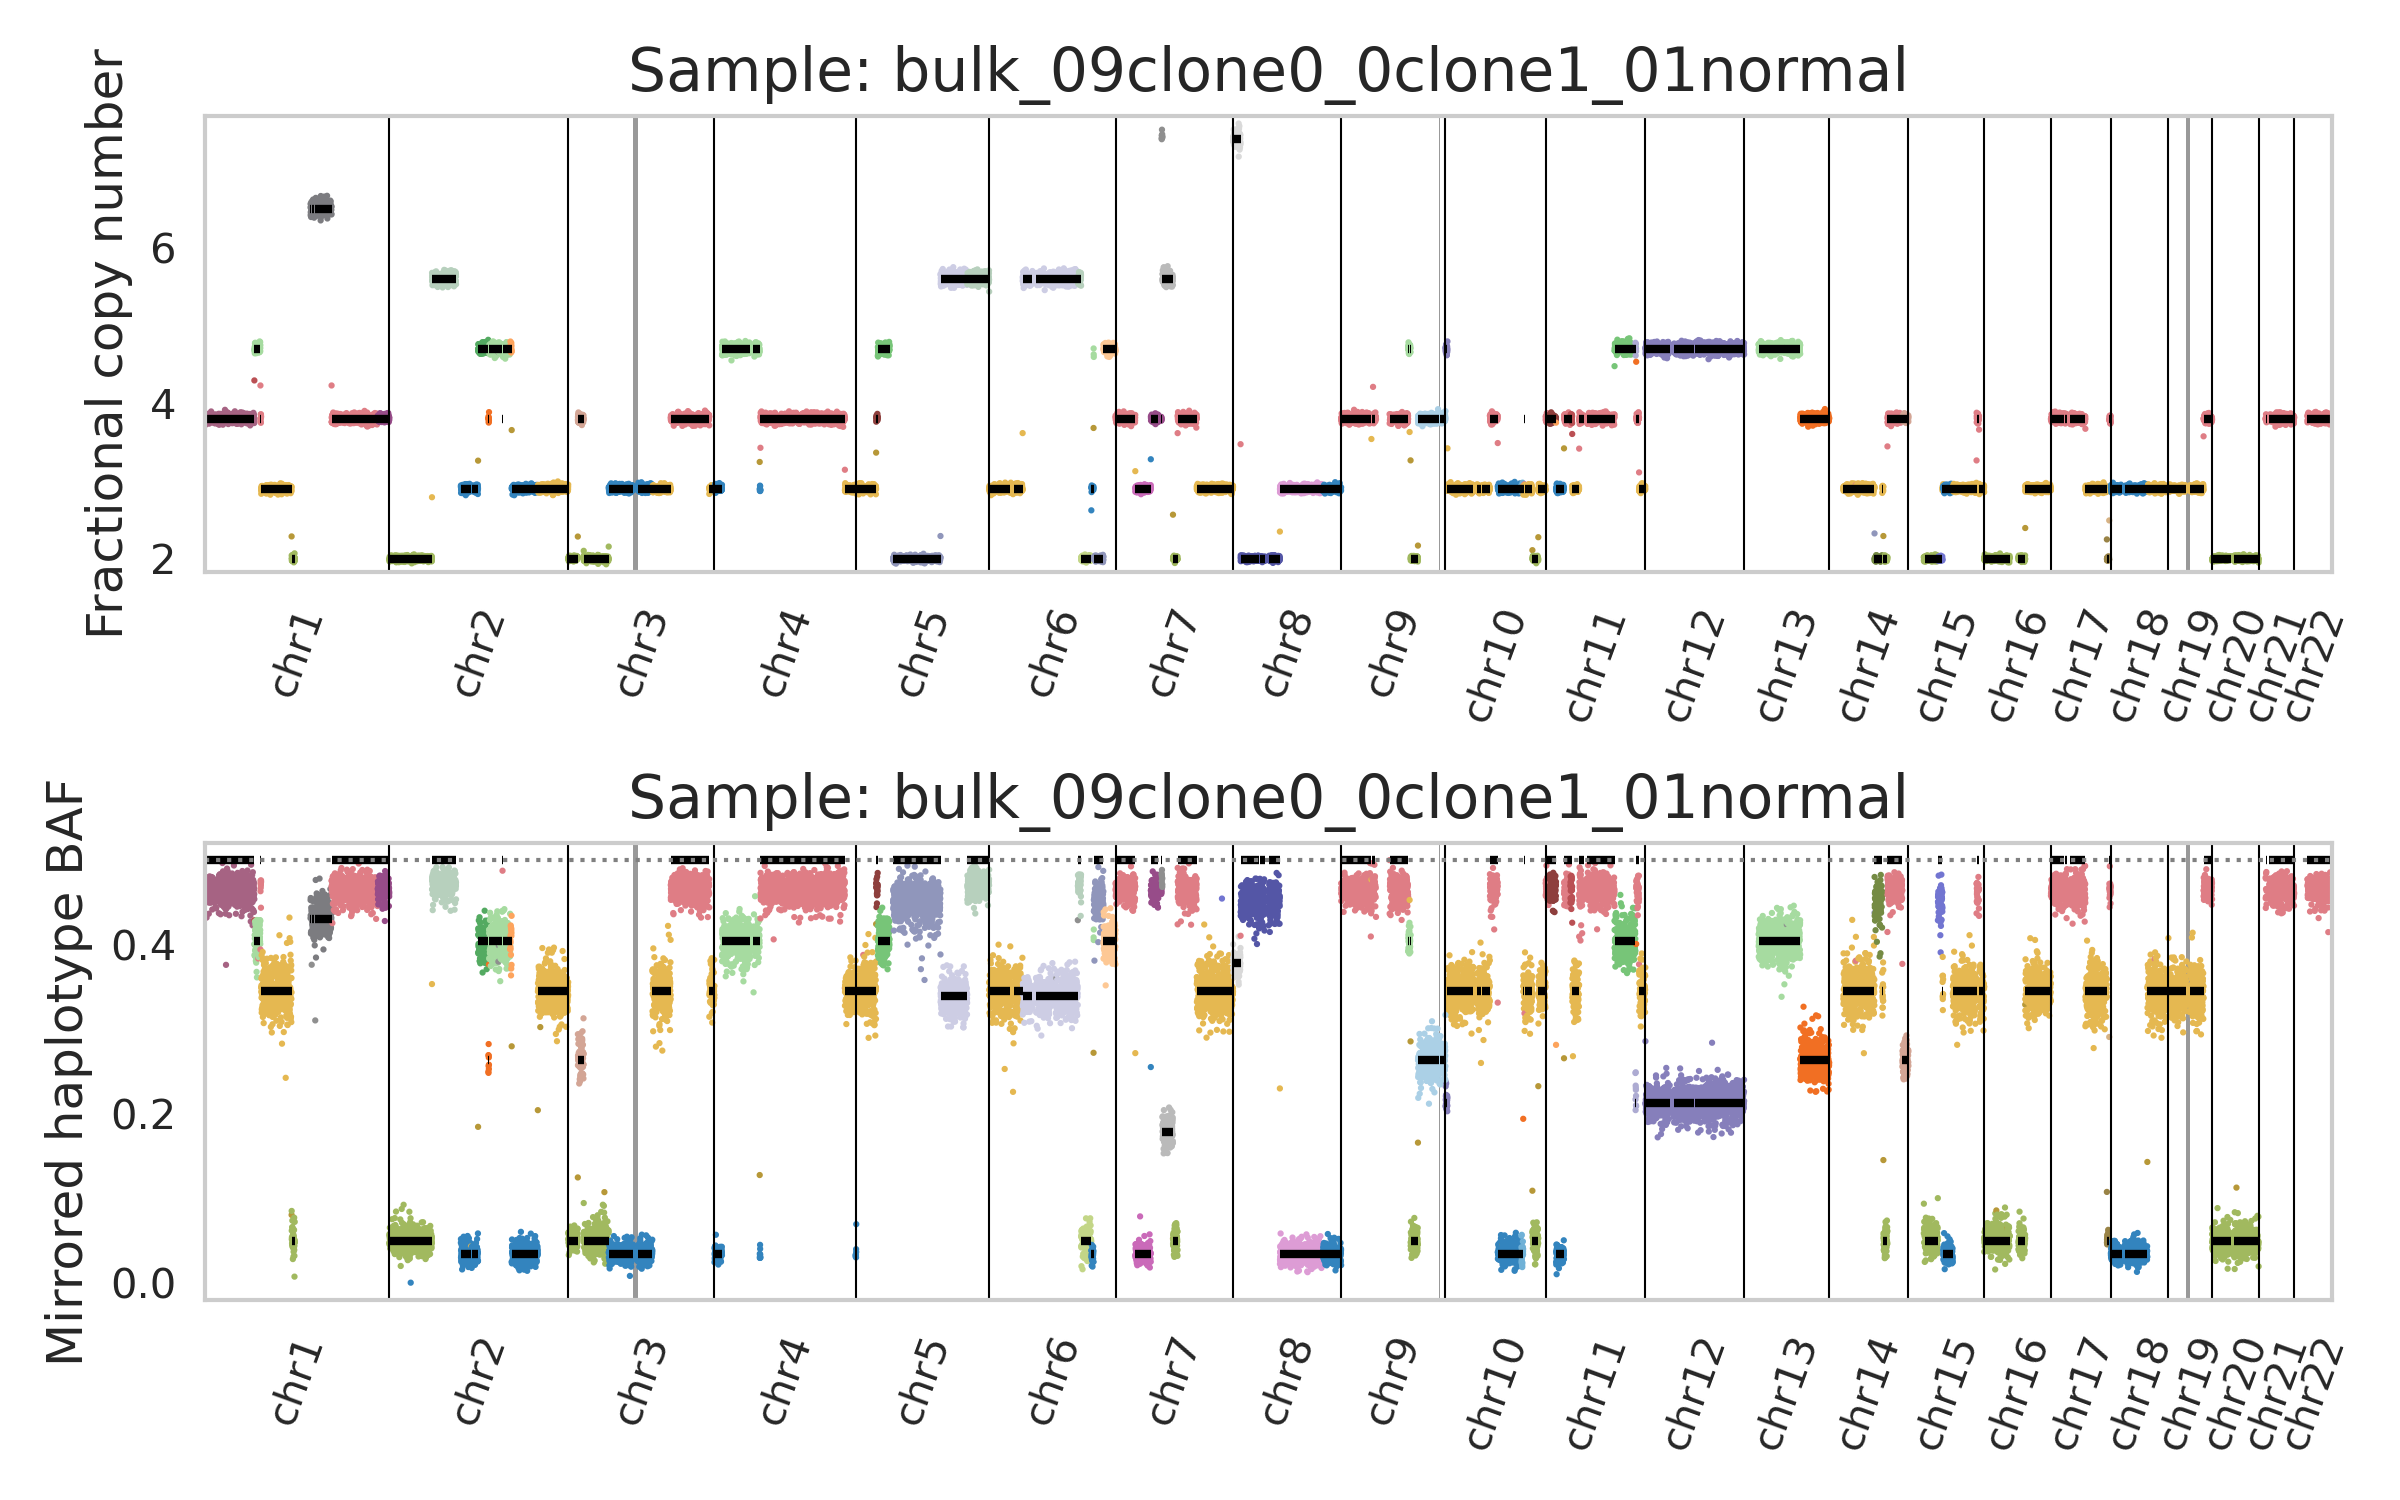 Sample: bulk_09clone0_0clone1_01normal
Fractional copy number
6
4
2
chr1 chr2 chr3 chr4 chr5 chr6 chr7 chr8 chr9 chr10 chr11 chr12 chr13 chr14 chr15 chr16 chr17 chr18 chr19 chr20 chr21 chr22
Sample: bulk_09clone0_0clone1_01normal
Mirrored haplotype BAF
0.4
0.2
0.0
chr1 chr2 chr3 chr4 chr5 chr6 chr7 chr8 chr9 chr10 chr11 chr12 chr13 chr14 chr15 chr16 chr17 chr18 chr19 chr20 chr21 chr22